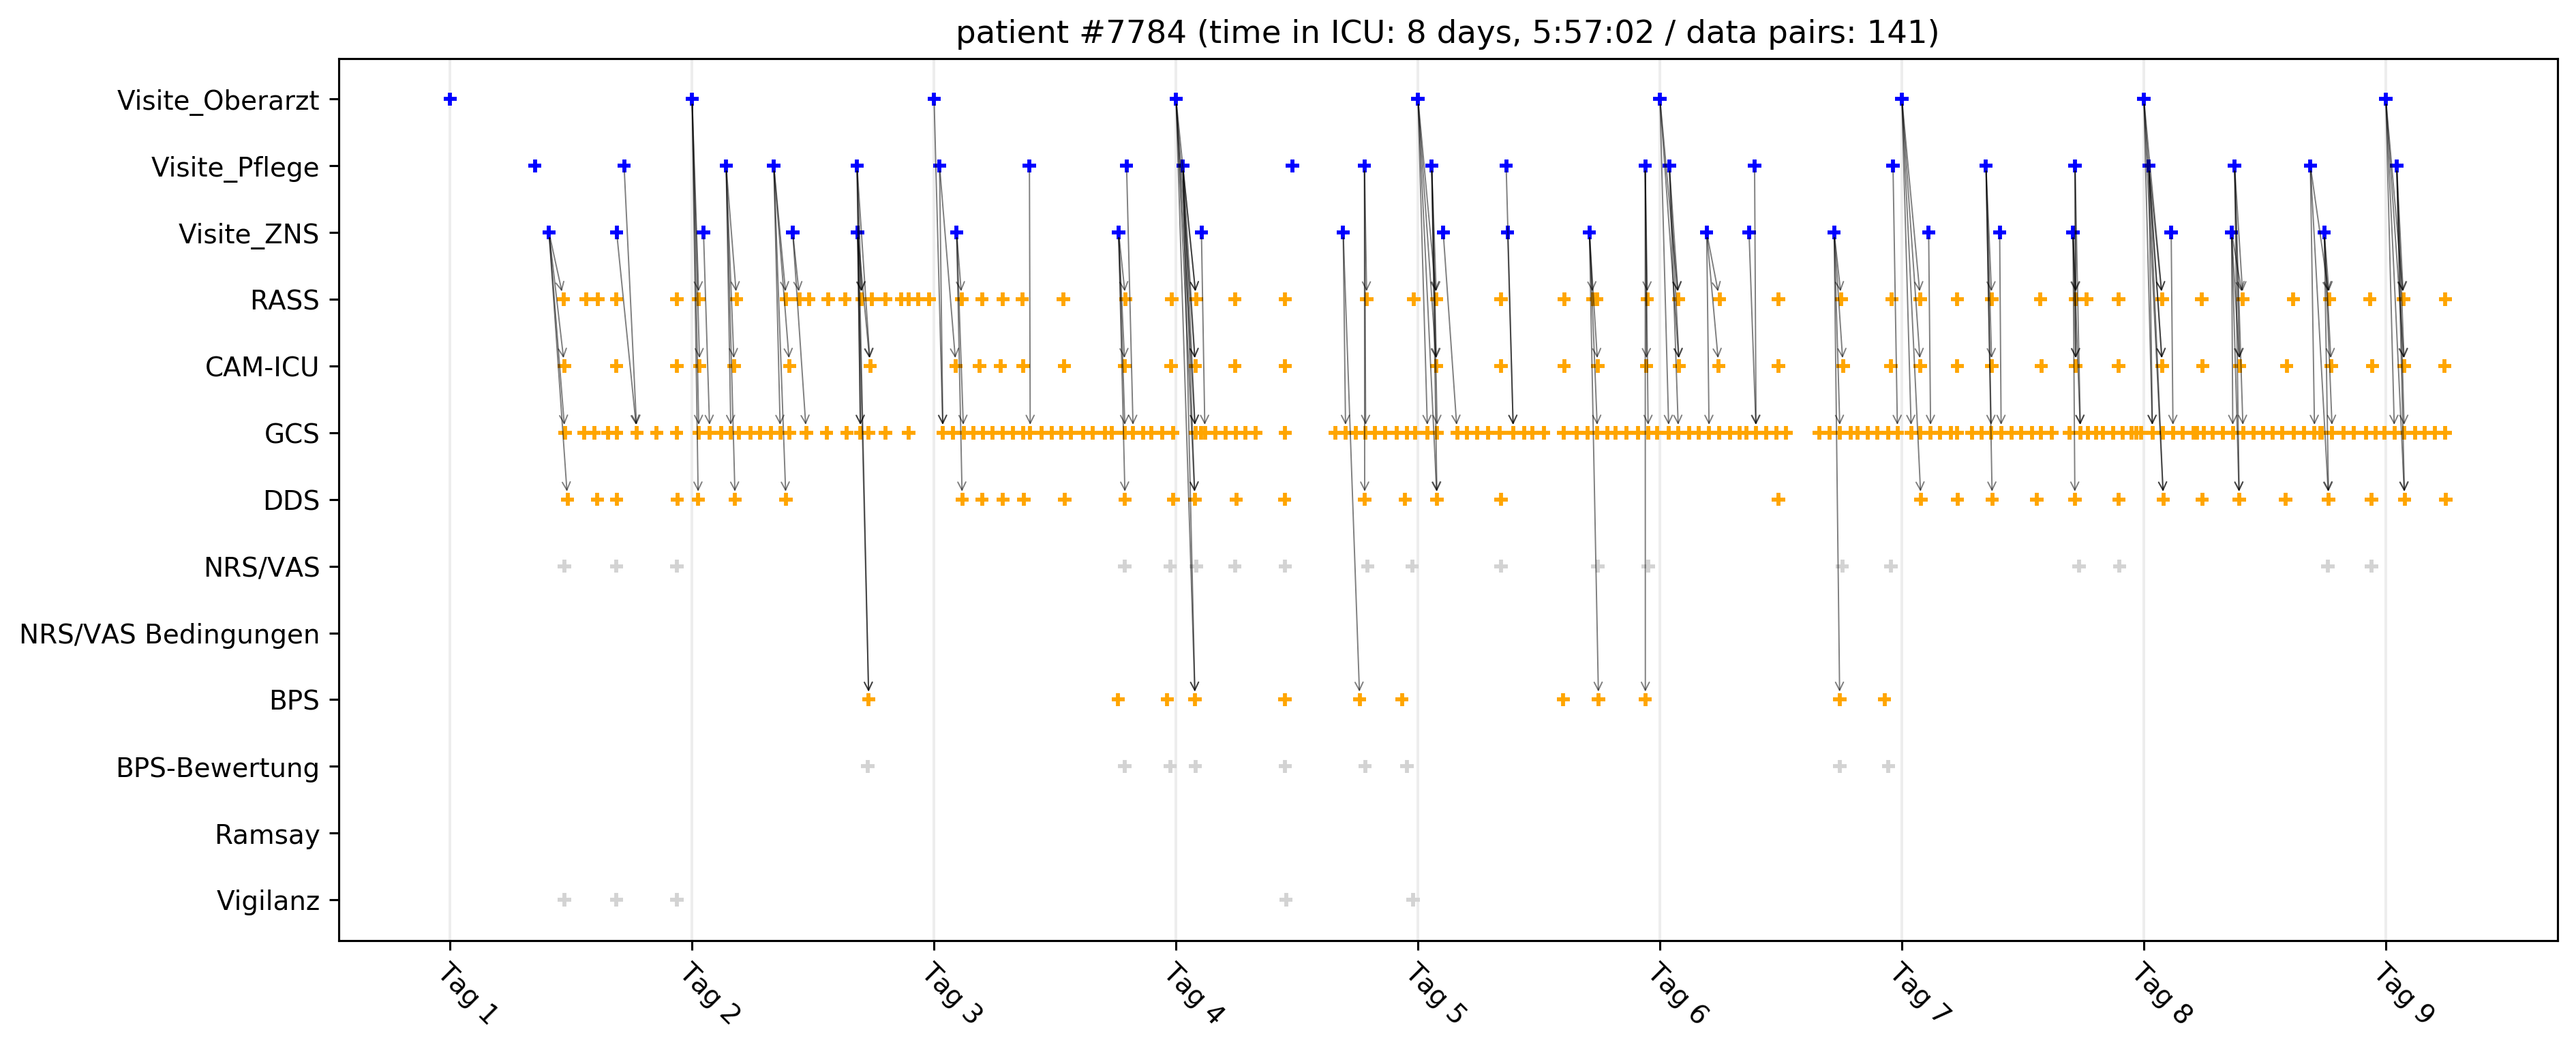 patient #7784 (time in ICU: 8 days, 5:57:02 / data pairs: 141)
Visite_Oberarzt
Visite_Pflege
Visite_ZNS
RASS
CAM-ICU
GCS
DDS
NRS/VAS
NRS/VAS Bedingungen
BPS
BPS-Bewertung
Ramsay
Vigilanz
Tag 1
Tag 2
Tag 3
Tag 4
Tag 5
Tag 6
Tag 7
Tag 8
Tag 9